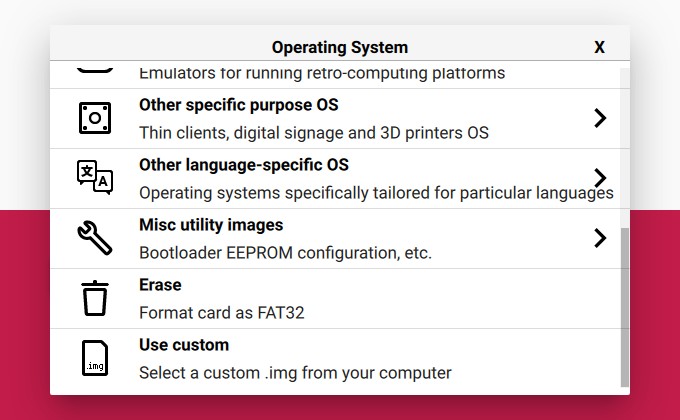 Operating System X
Emulators for running retro-computing platforms
Other specific purpose OS
Thin clients, digital signage and 3D printers OS
Other language-specific OS
Operating systems specifically tailored for particular languages
Misc utility images
Bootloader EEPROM configuration, etc.
Erase
Format card as FAT32
Use custom
.img
Select a custom .img from your computer